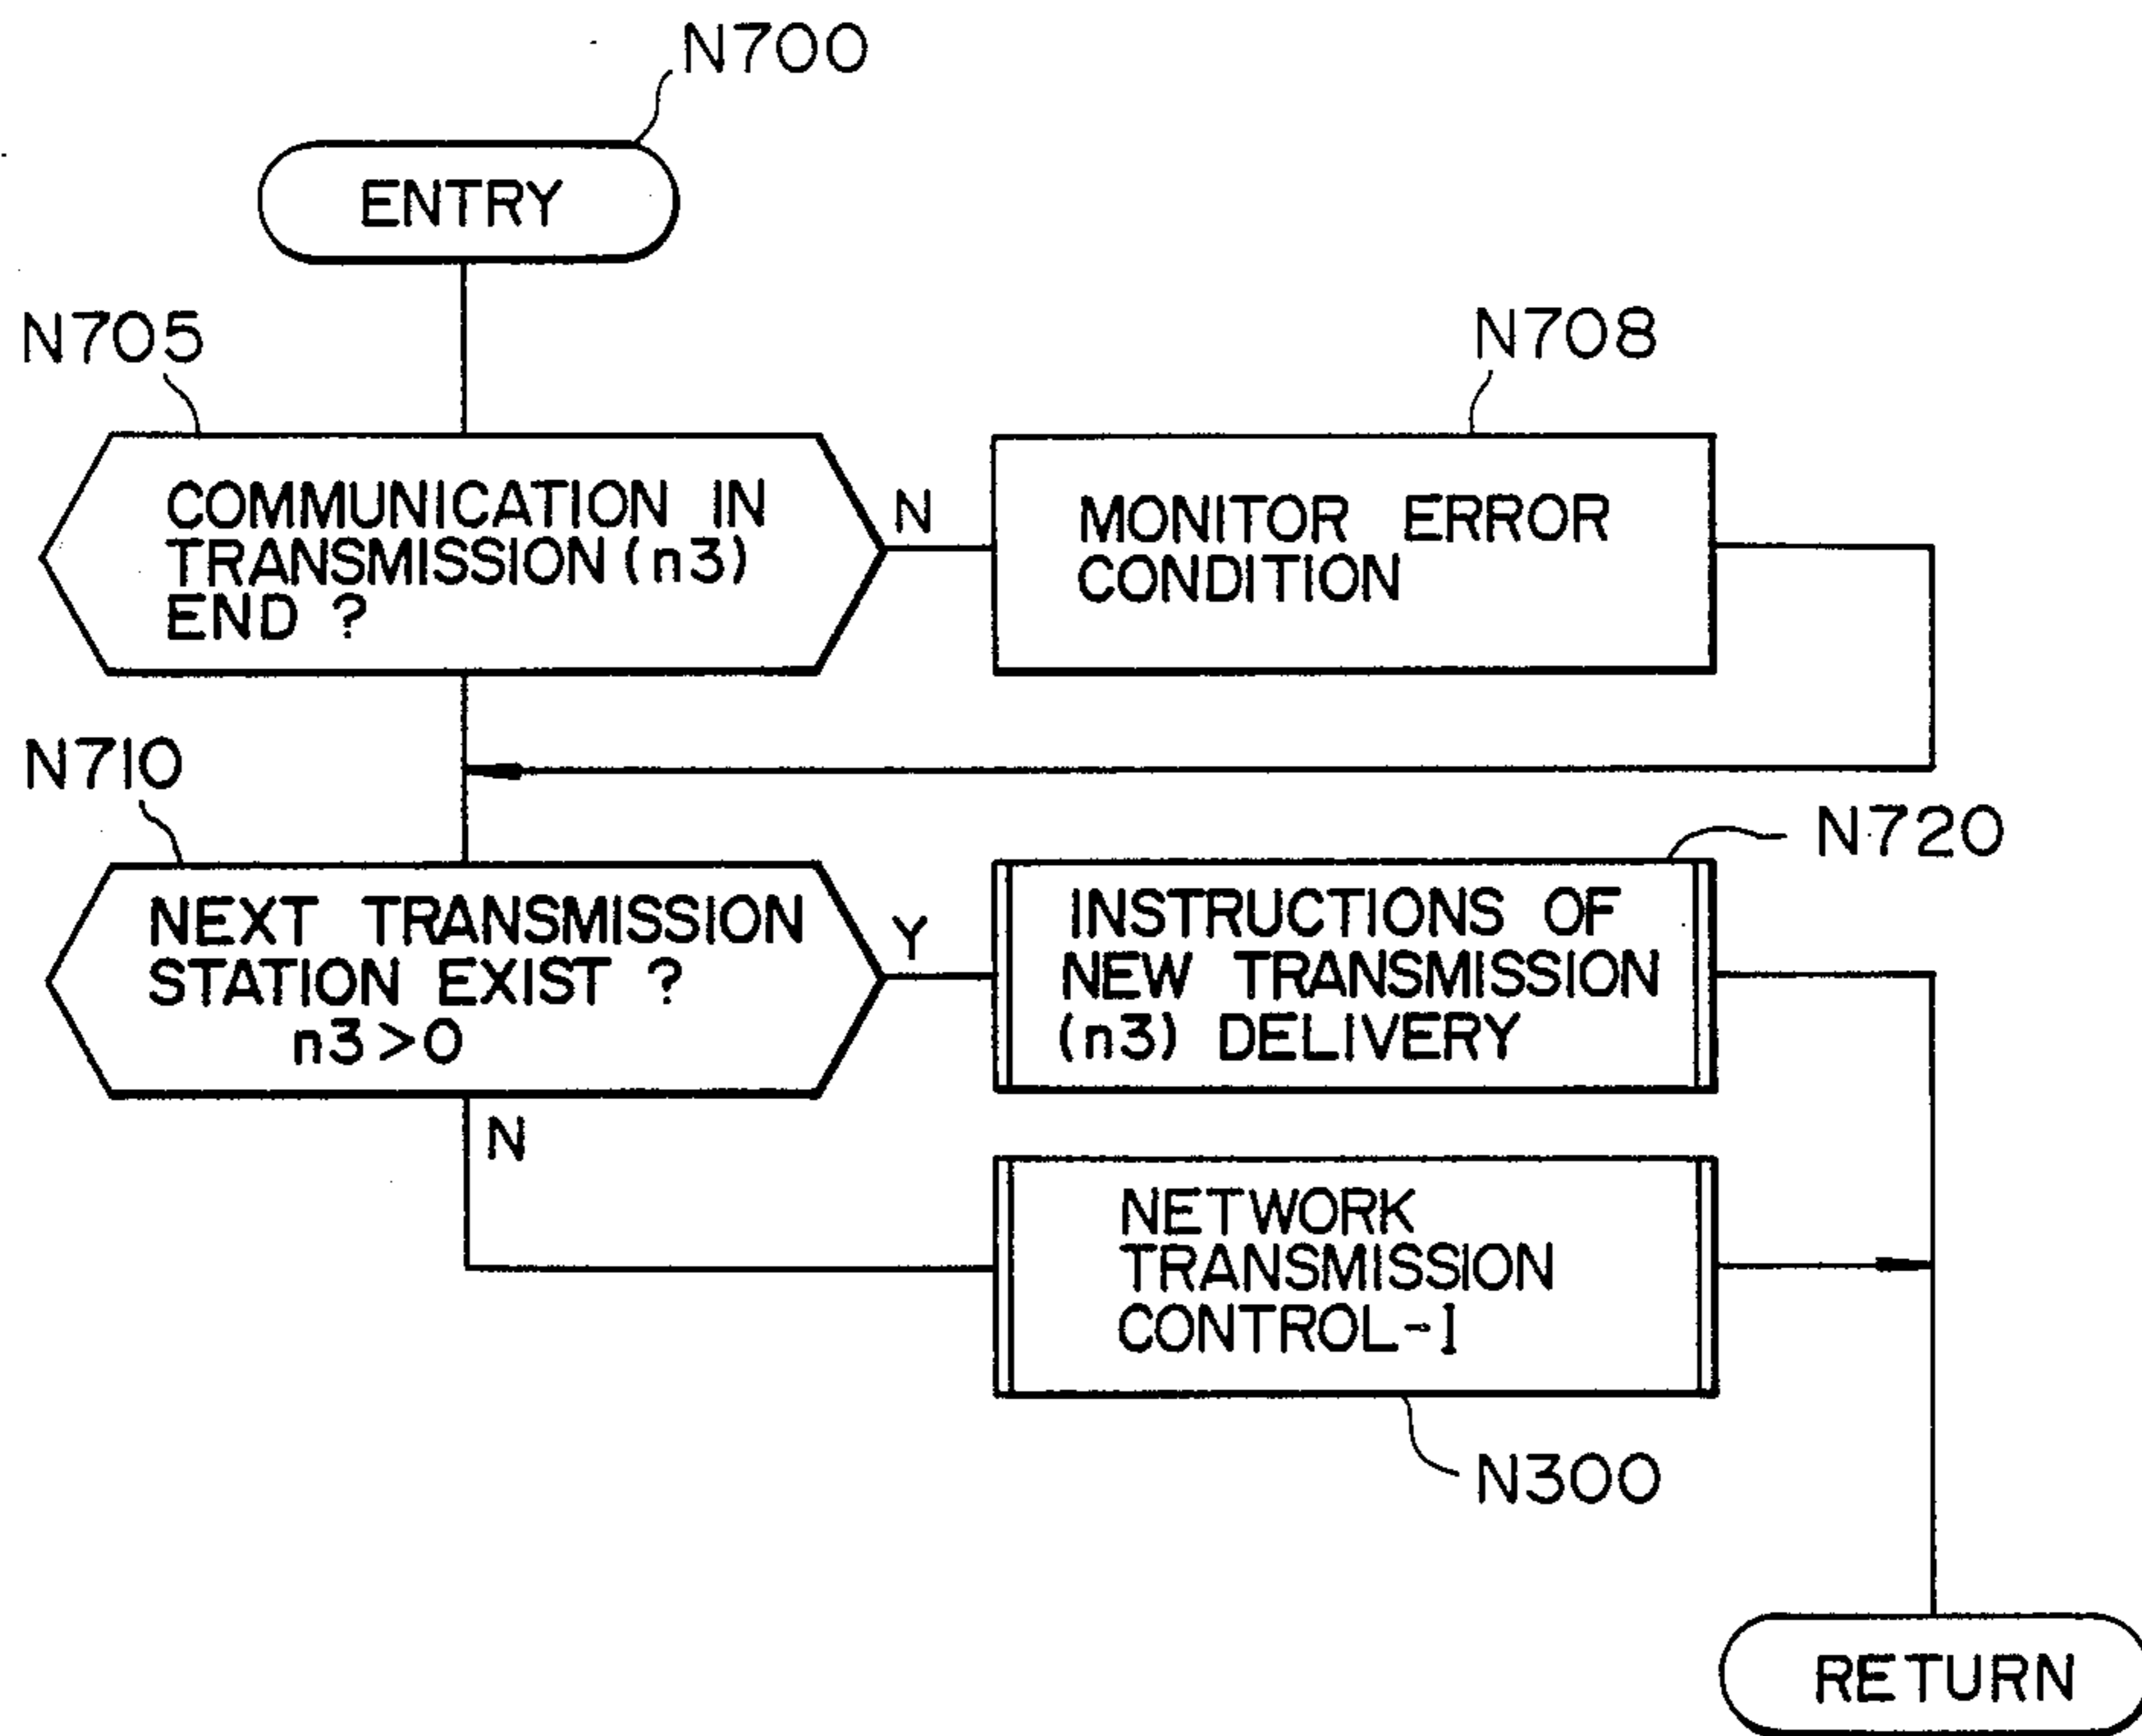 N700
ENTRY
N705
N708
COMMUNICATION IN
TRANSMISSION (n3)
END ?
N
MONITOR ERROR
CONDITION
N710
N720
NEXT TRANSMISSION
STATION EXIST ?
n3>0
Y
INSTRUCTIONS OF
NEW TRANSMISSION
(n3) DELIVERY
N
NETWORK
TRANSMISSION
CONTROL-I
N300
RETURN